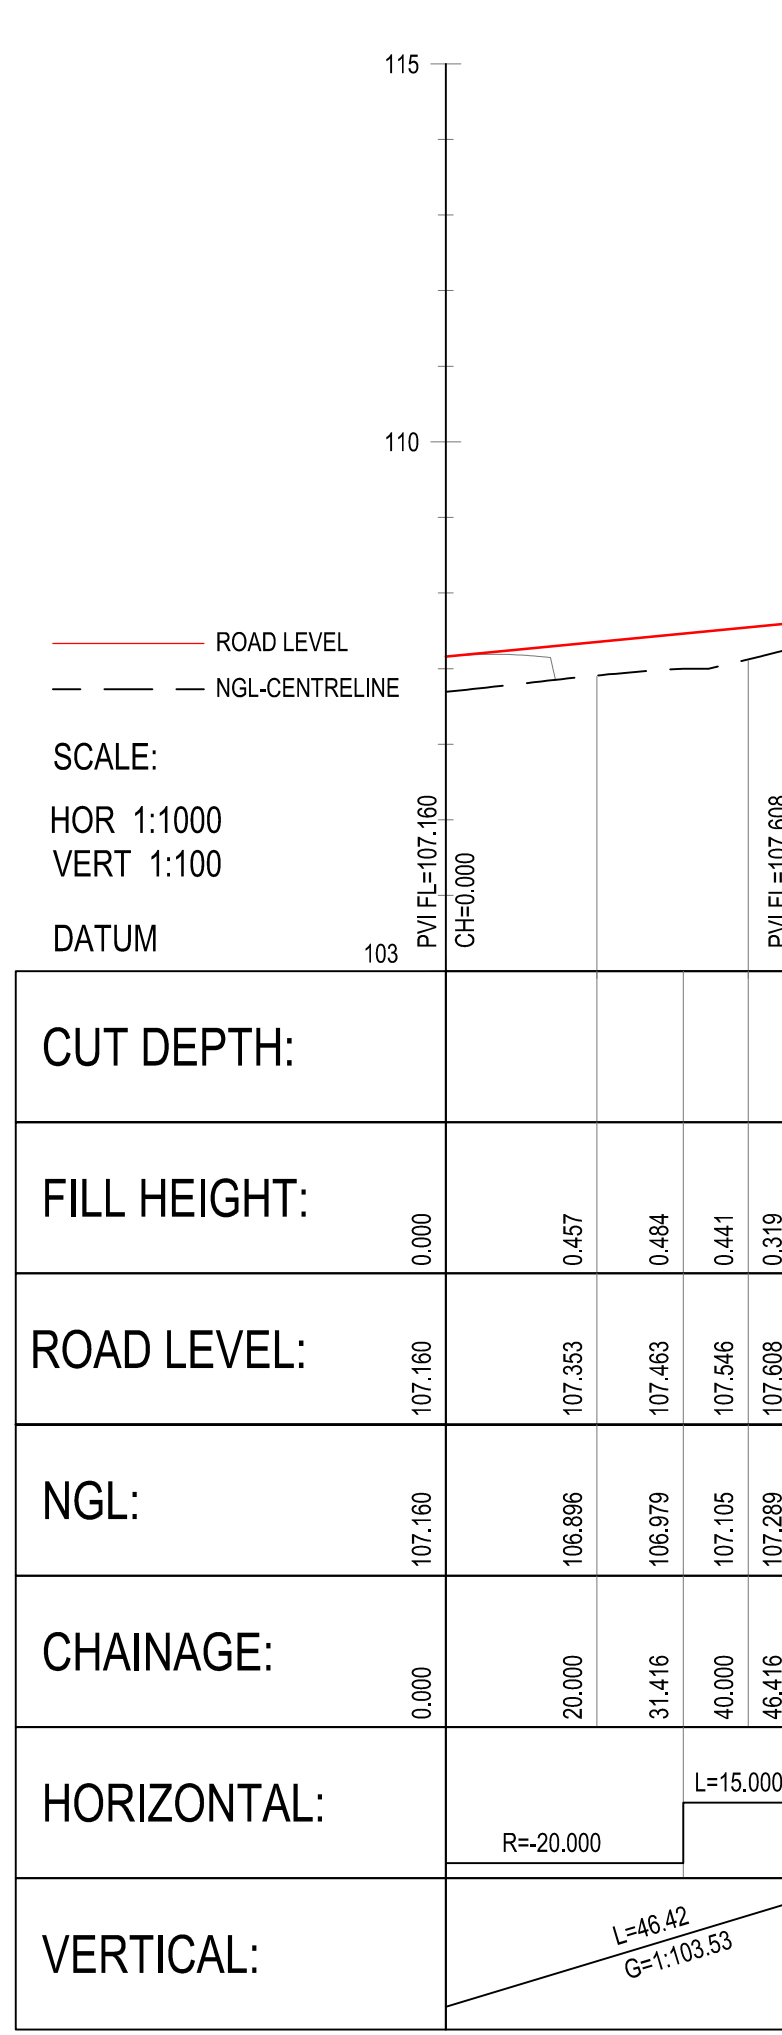 115
110
ROAD LEVEL
NGL-CENTRELINE
SCALE:
HOR 1:1000
VERT 1:100
DATUM
103
PVI FL=107.160
CH=0.000
PVI FL=107.608
CUT DEPTH:
FILL HEIGHT:
0.000
0.457
0.484
0.441
0.319
ROAD LEVEL:
107.160
107.353
107.463
107.546
107.608
NGL:
107.160
106.896
106.979
107.105
107.289
CHAINAGE:
0.000
20.000
31.416
40.000
46.416
HORIZONTAL:
R=-20.000
L=15.000
VERTICAL:
L=46.42
G=1:103.53